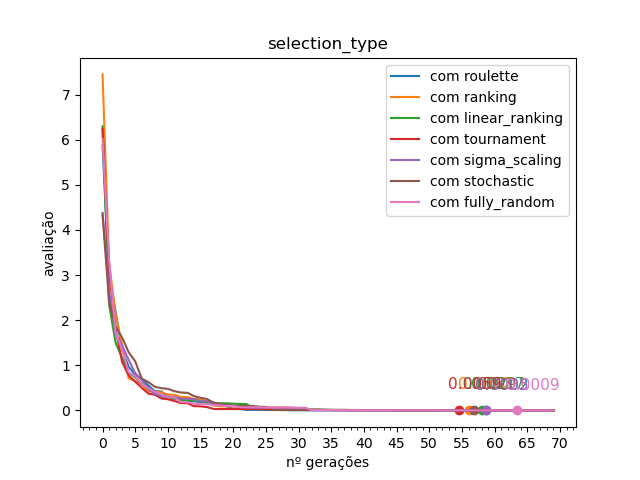 selection_type
com roulette
com ranking
com linear_ranking
com tournament
com sigma_scaling
com stochastic
com fully_random
avaliação
7
6
5
4
3
2
1
0
0 5 10 15 20 25 30 35 40 45 50 55 60 65 70
nº gerações